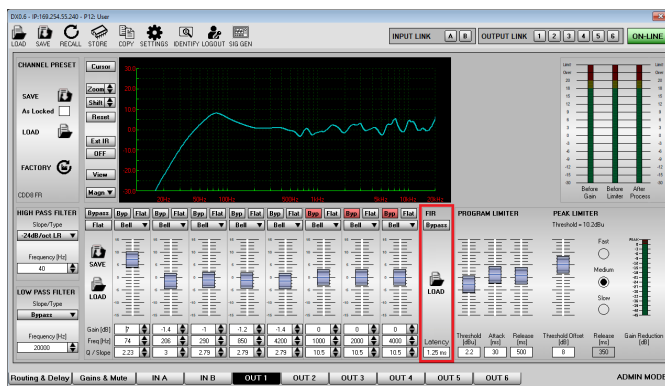 DX0.6 - IP:169.254.55.240 - P12: User
LOAD SAVE RECALL STORE COPY SETTINGS IDENTIFY LOGOUT SIG GEN
INPUT LINK A B OUTPUT LINK 1 2 3 4 5 6 ON-LINE
CHANNEL PRESET
SAVE
As Locked
LOAD
FACTORY
CDD8 FR
Cursor
Zoom
Shift
Reset
Ext IR
OFF
View
Magn
Before Gain
Before Limiter
After Process
HIGH PASS FILTER
Slope/Type
-24dB/oct LR
Frequency [Hz]
40
LOW PASS FILTER
Slope/Type
Bypass
Frequency [Hz]
20000
Bypass Byp Flat Byp Flat Byp Flat Byp Flat Byp Flat Byp Flat Byp Flat Byp Flat
Flat Bell Bell Bell Bell Bell Bell Bell Bell
SAVE
LOAD
Gain [dB] 7 -1.4 -1 -1.2 -1.4 0 0 0
Freq [Hz] 74 206 290 850 4200 1000 2000 4000
Q / Slope 2.23 3 2.79 2.79 2.79 10.5 10.5 10.5
FIR
Bypass
LOAD
Latency
1.25 ms
PROGRAM LIMITER
Threshold [dBu] Attack [ms] Release [ms]
2.2 30 500
PEAK LIMITER
Threshold = 10.2dBu
Fast
Medium
Slow
Threshold Offset [dB] Release [ms] Gain Reduction [dB]
8 350
Routing & Delay Gains & Mute IN A IN B OUT 1 OUT 2 OUT 3 OUT 4 OUT 5 OUT 6 ADMIN MODE